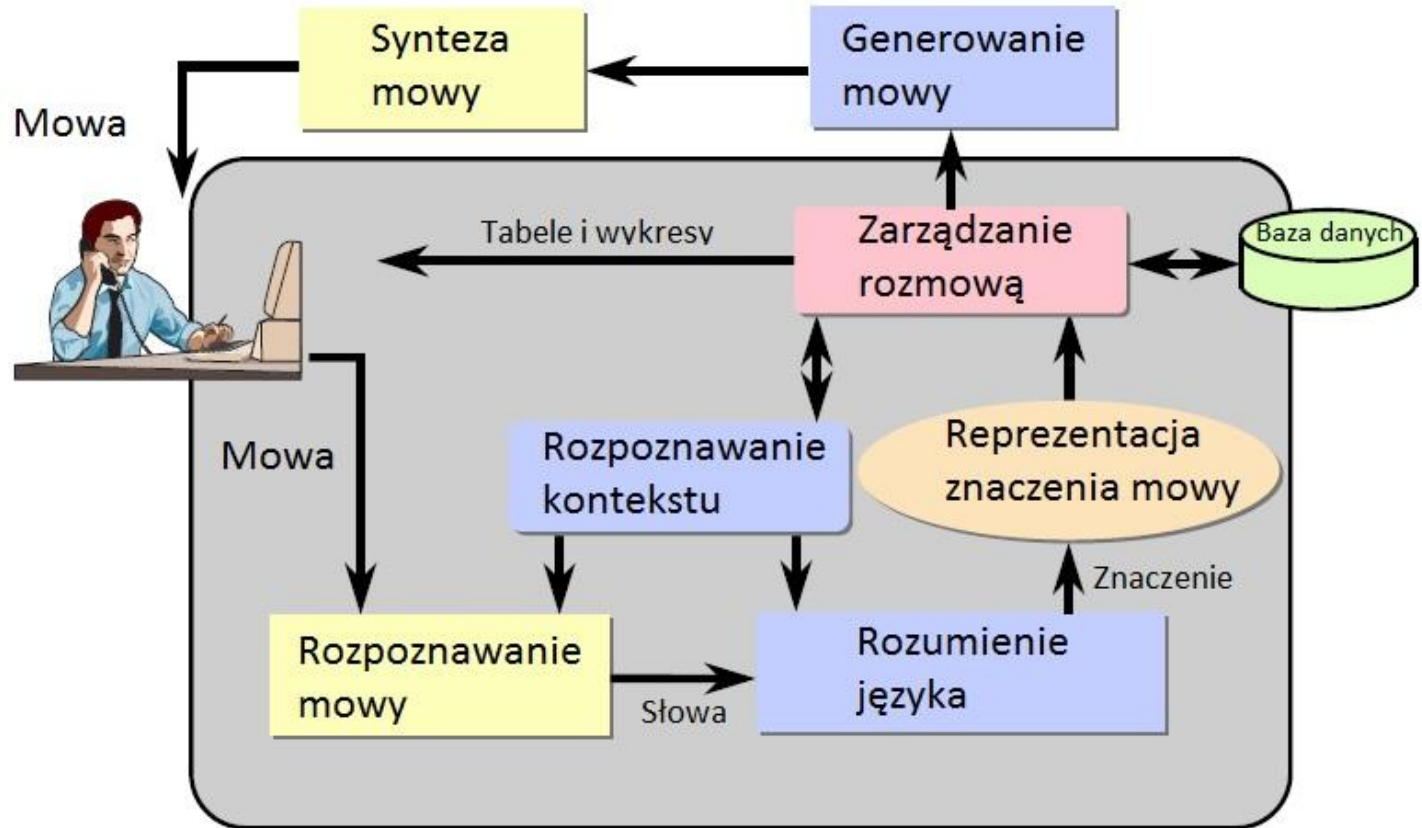 Synteza
mowy
Generowanie
mowy
Mowa
Tabele i wykresy
Zarządzanie
rozmową
Baza danych
Mowa
Rozpoznawanie
kontekstu
Reprezentacja
znaczenia mowy
Znaczenie
Rozpoznawanie
mowy
Słowa
Rozumienie
języka